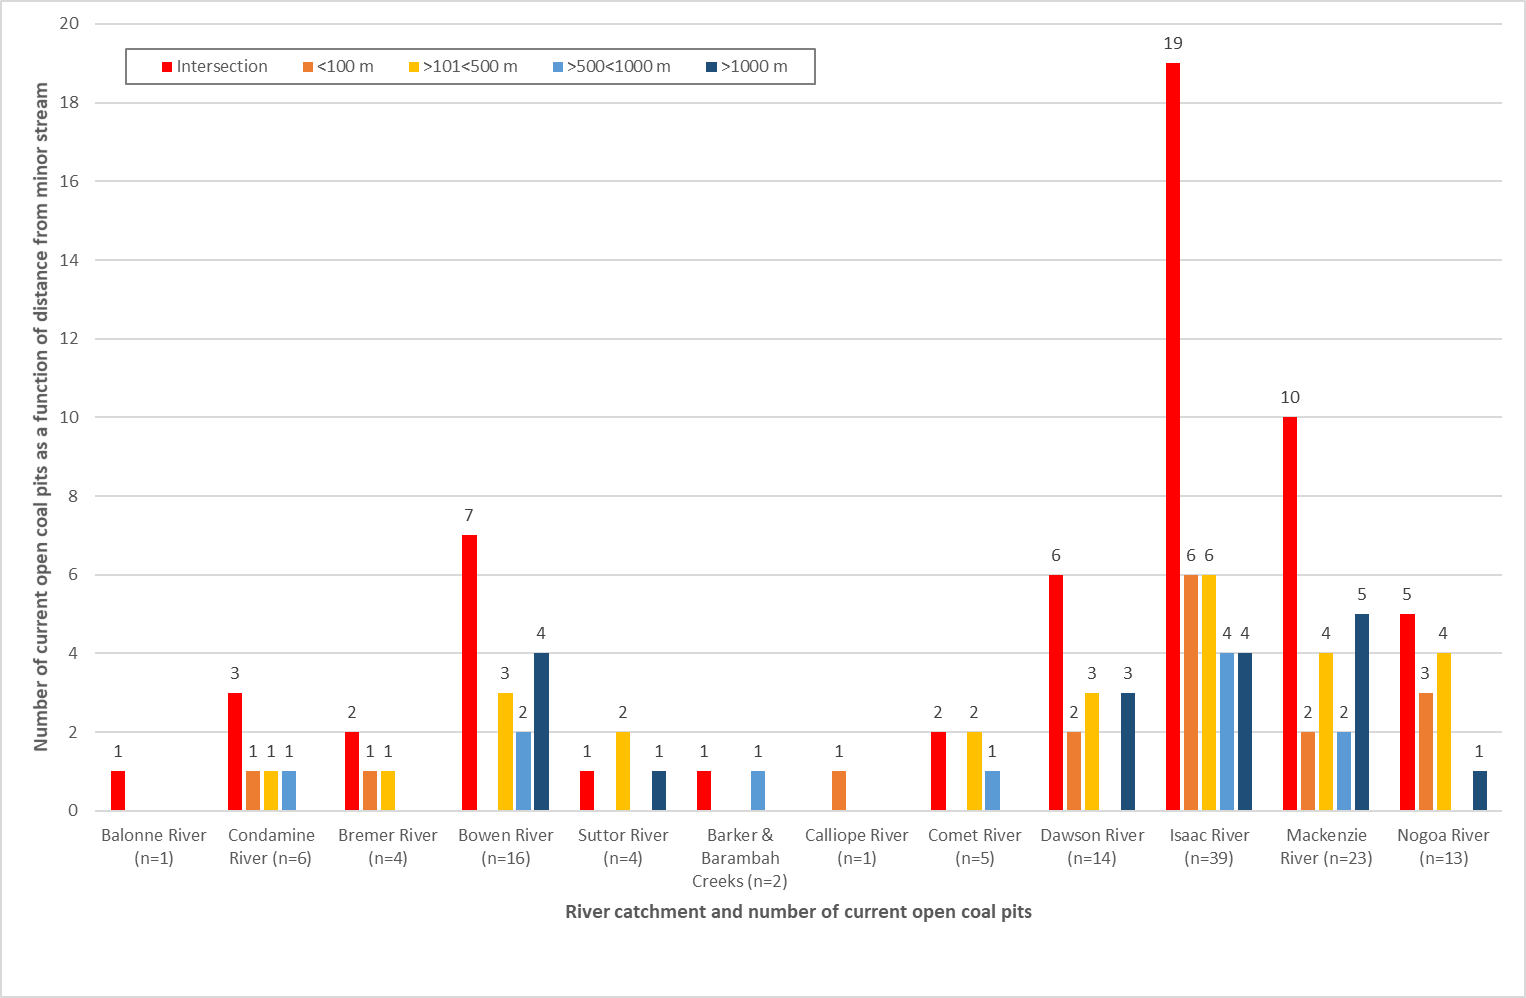 20
18
16
14
12
10
8
6
4
2
0
Number of current open coal pits as a function of distance from minor stream
Intersection <100 m >101<500 m >500<1000 m >1000 m
1
3 1 1 1
2 1 1
7 3 2 4
1 2 1
1 1
1
2 2 1
6 2 3 3
19 6 6 4 4
10 2 4 2 5
5 3 4 1
Balonne River
(n=1)
Condamine
River (n=6)
Bremer River
(n=4)
Bowen River
(n=16)
Suttor River
(n=4)
Barker &
Barambah
Creeks (n=2)
Calliope River
(n=1)
Comet River
(n=5)
Dawson River
(n=14)
Isaac River
(n=39)
Mackenzie
River (n=23)
Nogoa River
(n=13)
River catchment and number of current open coal pits